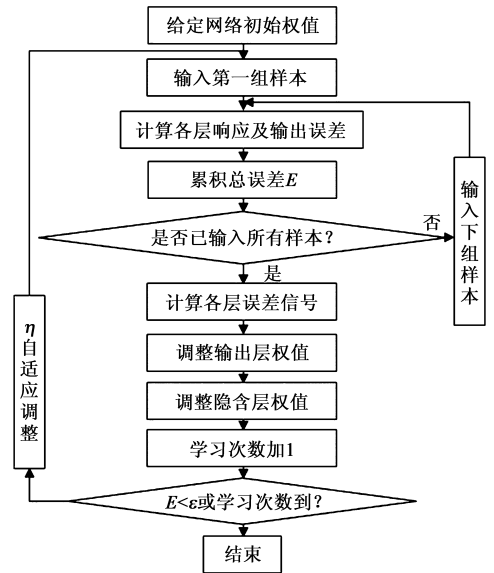 给定网络初始权值
输入第一组样本
计算各层响应及输出误差
累积总误差E
是否已输入所有样本？
否
输入下组样本
是
计算各层误差信号
调整输出层权值
调整隐含层权值
学习次数加1
η自适应调整
E<ε或学习次数到？
结束